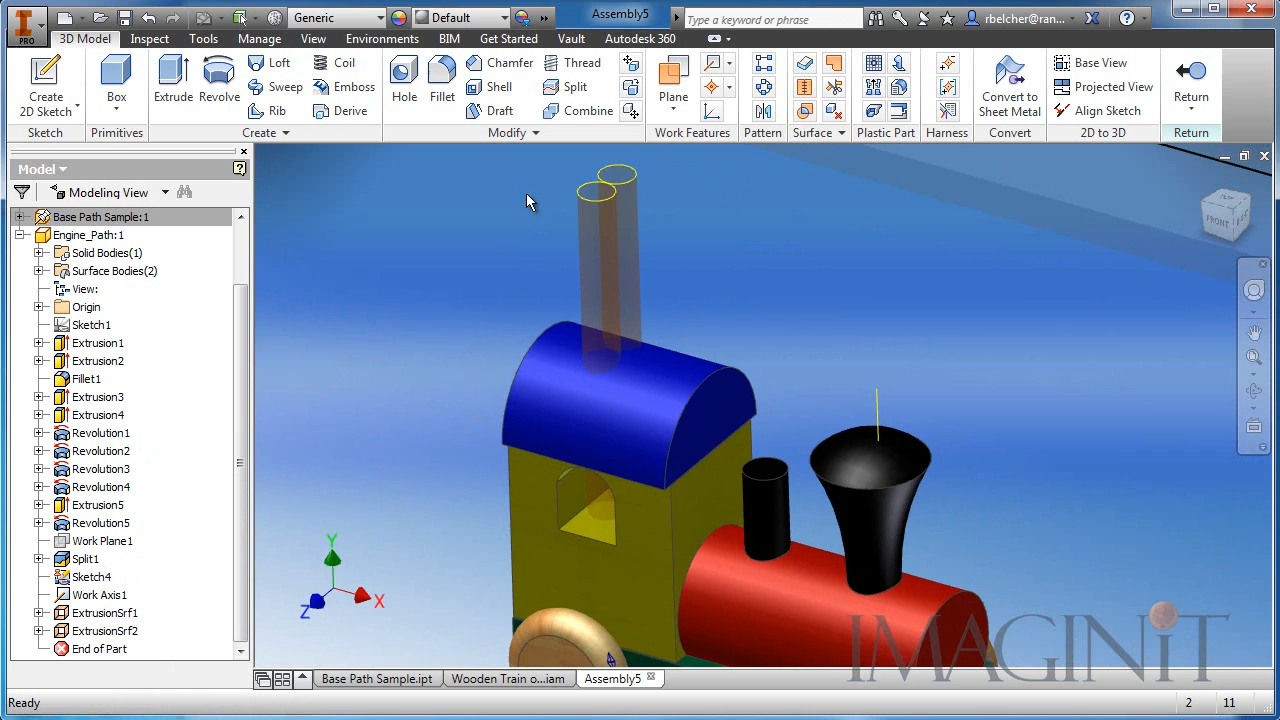 I PRO Generic Default Assembly5 Type a keyword or phrase rbelcher@ran...
3D Model Inspect Tools Manage View Environments BIM Get Started Vault Autodesk 360
Create 2D Sketch Box Extrude Revolve Loft Coil Hole Fillet Chamfer Thread Plane Convert to Sheet Metal Base View Return
Sweep Emboss Shell Split Projected View
Rib Derive Draft Combine Align Sketch
Sketch Primitives Create Modify Work Features Pattern Surface Plastic Part Harness Convert 2D to 3D Return
Model
Modeling View
Base Path Sample:1
Engine_Path:1
Solid Bodies(1)
Surface Bodies(2)
View:
Origin
Sketch1
Extrusion1
Extrusion2
Fillet1
Extrusion3
Extrusion4
Revolution1
Revolution2
Revolution3
Revolution4
Extrusion5
Revolution5
Work Plane1
Split1
Sketch4
Work Axis1
ExtrusionSrf1
ExtrusionSrf2
End of Part
FRONT
Y
X
Z
IMAGINiT
Base Path Sample.ipt Wooden Train o...iam Assembly5
Ready 2 11